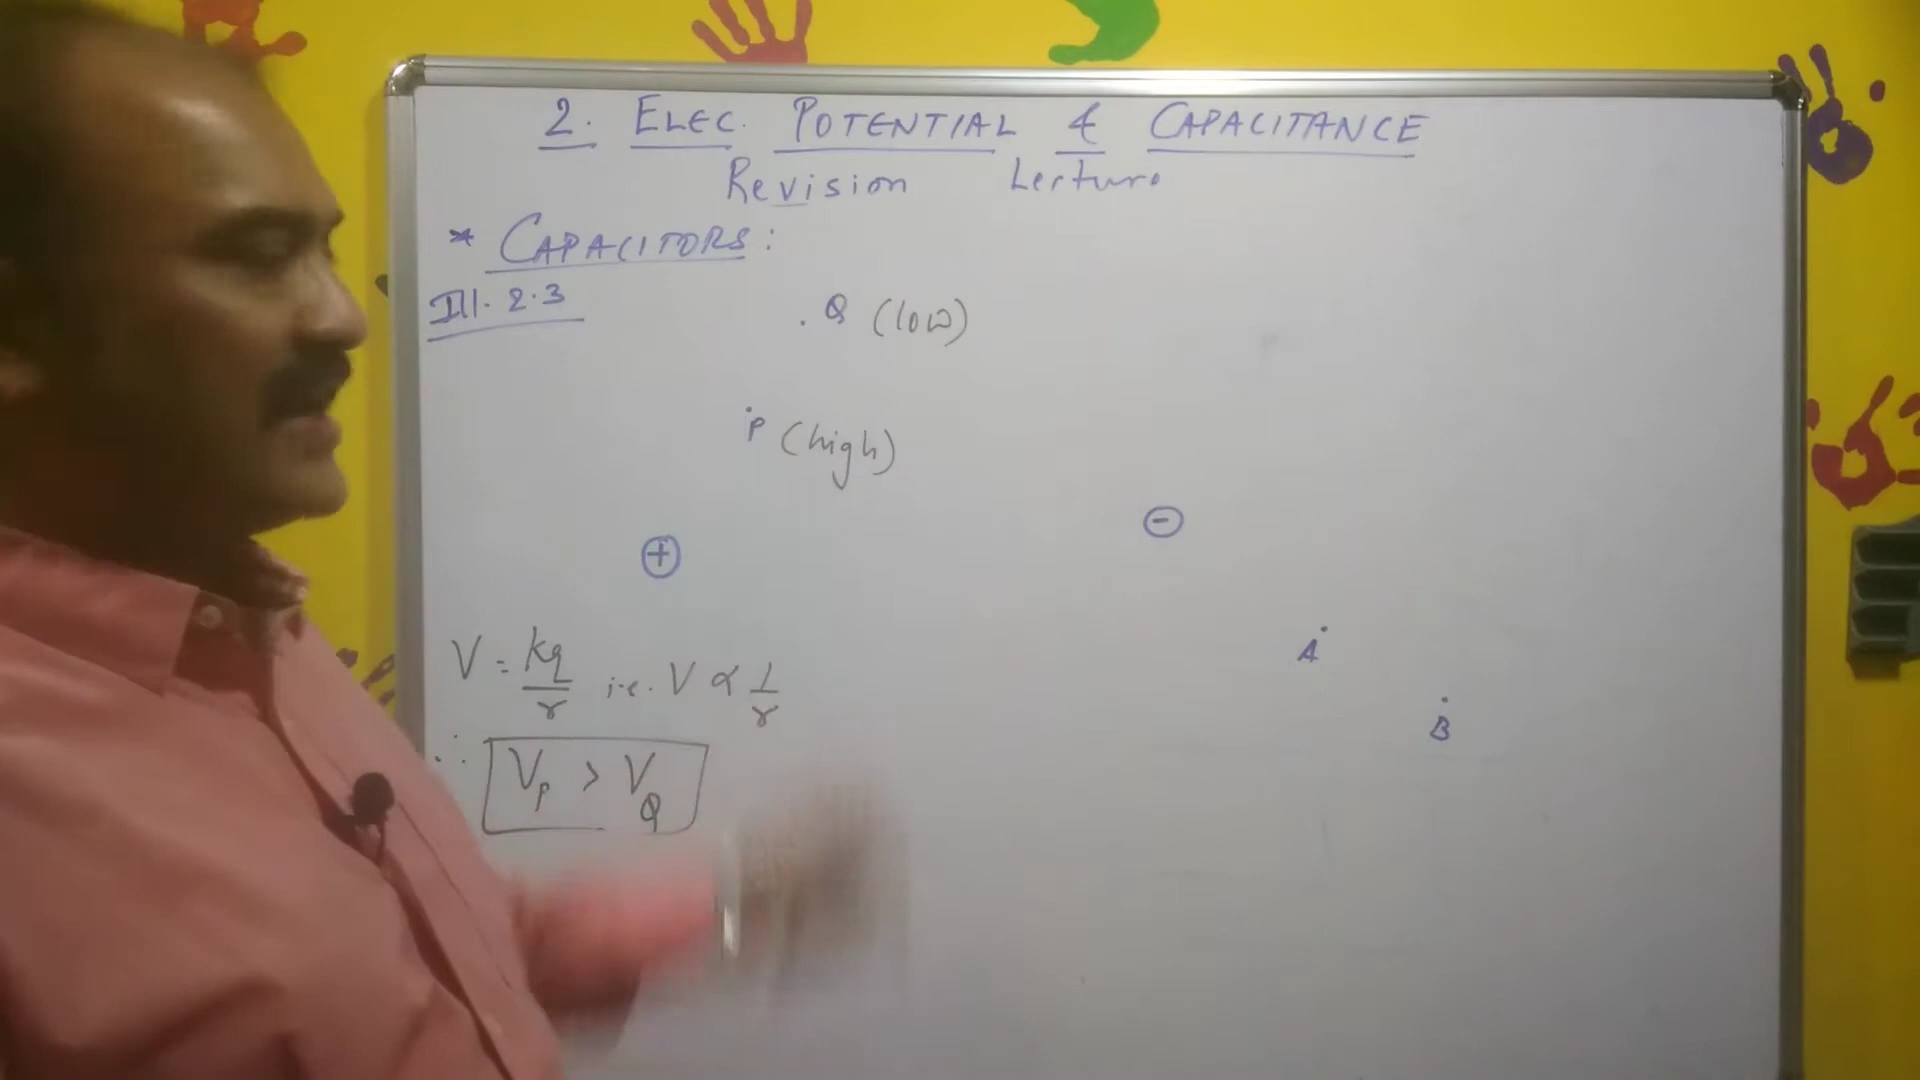 2. ELEC. POTENTIAL & CAPACITANCE
Revision Lecture
* CAPACITORS:
Ill. 2.3
. Q (low)
. P (high)
+
-
V = kq/r i.e. V ∝ 1/r
A
B
∴ VP > VQ